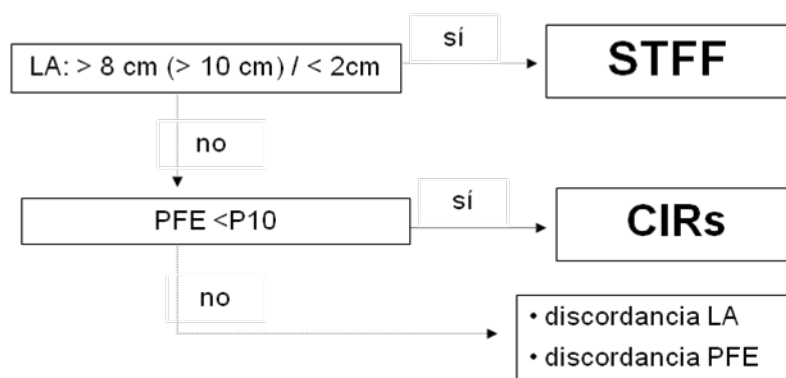 LA: > 8 cm (> 10 cm) / < 2cm
sí
STFF
no
PFE <P10
sí
CIRs
no
• discordancia LA
• discordancia PFE